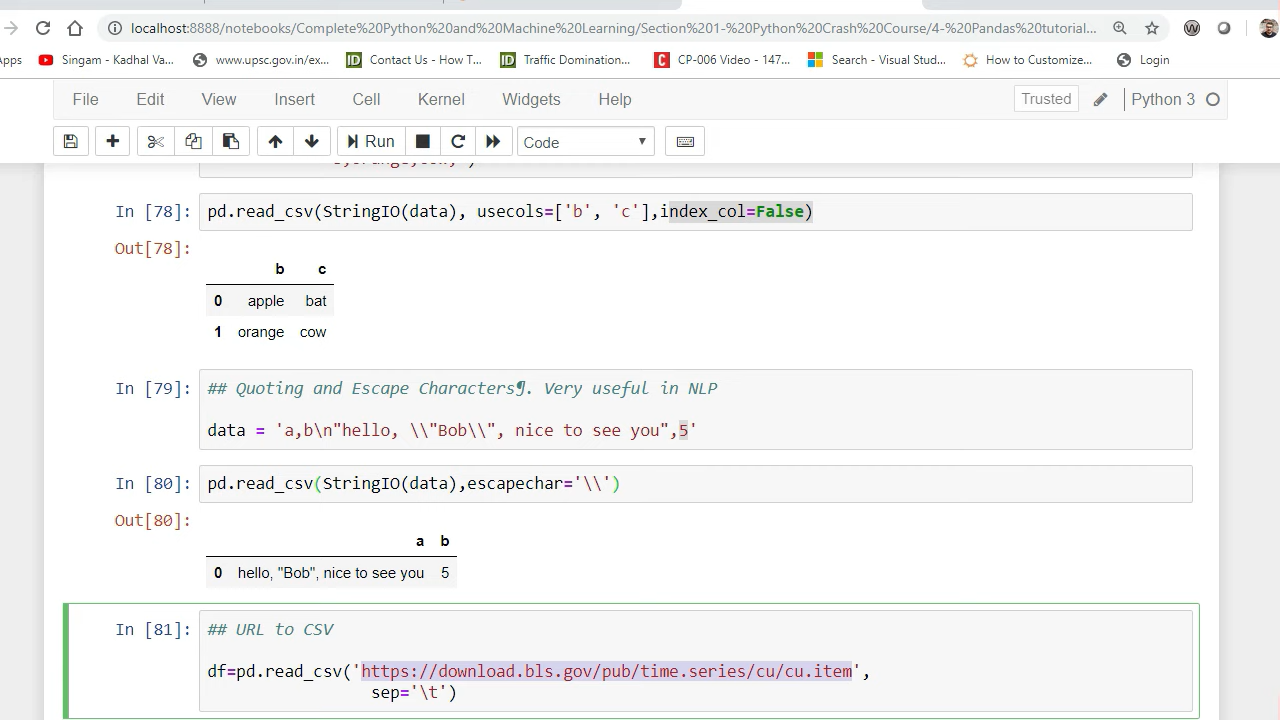 localhost:8888/notebooks/Complete%20Python%20and%20Machine%20Learning/Section%201-%20Python%20Crash%20Course/4-%20Pandas%20tutorial...
Apps Singam Kadhal Va... www.upsc.gov.in/ex... Contact Us - How T... Traffic Domination... CP-006 Video - 147... Search - Visual Stud... How to Customize... Login
File Edit View Insert Cell Kernel Widgets Help Trusted Python 3
Run Code
In [78]: pd.read_csv(StringIO(data), usecols=['b', 'c'],index_col=False)
Out[78]:
b c
0 apple bat
1 orange cow
In [79]: ## Quoting and Escape Characters¶. Very useful in NLP
data = 'a,b\n"hello, \\"Bob\\", nice to see you",5'
In [80]: pd.read_csv(StringIO(data),escapechar='\\')
Out[80]:
a b
0 hello, "Bob", nice to see you 5
In [81]: ## URL to CSV
df=pd.read_csv('https://download.bls.gov/pub/time.series/cu/cu.item',
sep='\t')